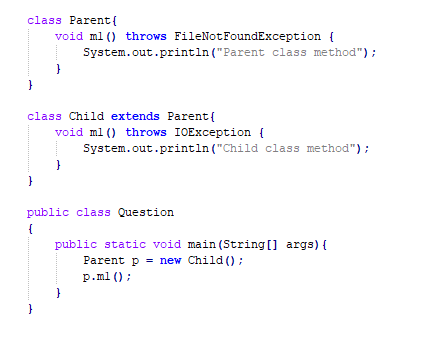 class Parent{
void m1() throws FileNotFoundException {
System.out.println("Parent class method");
}
}
class Child extends Parent{
void m1() throws IOException {
System.out.println("Child class method");
}
}
public class Question
{
public static void main(String[] args){
Parent p = new Child();
p.m1();
}
}